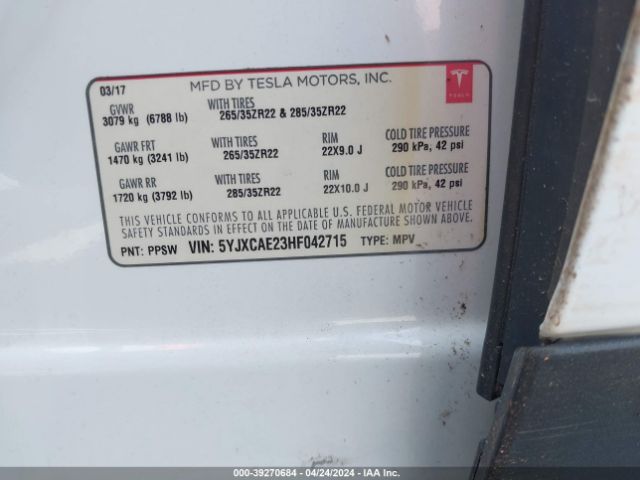 03/17 MFD BY TESLA MOTORS, INC. TESLA
GVWR WITH TIRES
3079 kg (6788 lb) 265/35ZR22 & 285/35ZR22
GAWR FRT WITH TIRES RIM COLD TIRE PRESSURE
1470 kg (3241 lb) 265/35ZR22 22X9.0 J 290 kPa, 42 psi
GAWR RR WITH TIRES RIM COLD TIRE PRESSURE
1720 kg (3792 lb) 285/35ZR22 22X10.0 J 290 kPa, 42 psi
THIS VEHICLE CONFORMS TO ALL APPLICABLE U.S. FEDERAL MOTOR VEHICLE
SAFETY STANDARDS IN EFFECT ON THE DATE OF MANUFACTURE SHOWN ABOVE.
PNT: PPSW VIN: 5YJXCAE23HF042715 TYPE: MPV
000-39270684 - 04/24/2024 - IAA Inc.